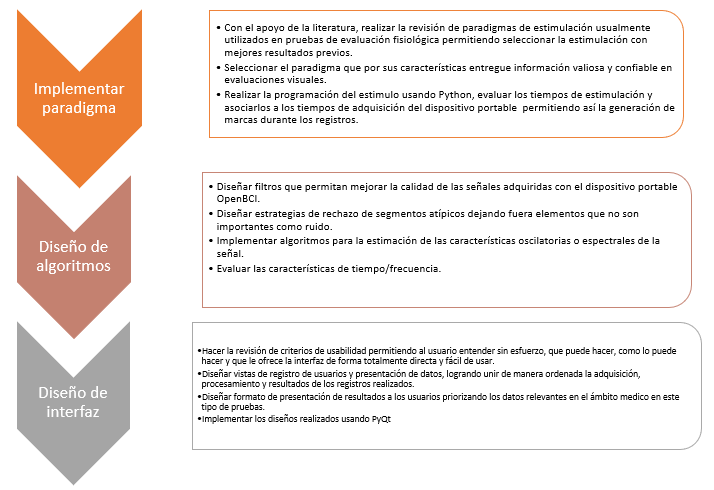 Implementar
paradigma
• Con el apoyo de la literatura, realizar la revisión de paradigmas de estimulación usualmente
utilizados en pruebas de evaluación fisiológica permitiendo seleccionar la estimulación con
mejores resultados previos.
• Seleccionar el paradigma que por sus características entregue información valiosa y confiable en
evaluaciones visuales.
• Realizar la programación del estimulo usando Python, evaluar los tiempos de estimulación y
asociarlos a los tiempos de adquisición del dispositivo portable permitiendo así la generación de
marcas durante los registros.
Diseño de
algoritmos
• Diseñar filtros que permitan mejorar la calidad de las señales adquiridas con el dispositivo portable
OpenBCI.
• Diseñar estrategias de rechazo de segmentos atípicos dejando fuera elementos que no son
importantes como ruido.
• Implementar algoritmos para la estimación de las características oscilatorias o espectrales de la
señal.
• Evaluar las características de tiempo/frecuencia.
Diseño de
interfaz
•Hacer la revisión de criterios de usabilidad permitiendo al usuario entender sin esfuerzo, que puede hacer, como lo puede
hacer y que le ofrece la interfaz de forma totalmente directa y fácil de usar.
•Diseñar vistas de registro de usuarios y presentación de datos, logrando unir de manera ordenada la adquisición,
procesamiento y resultados de los registros realizados.
•Diseñar formato de presentación de resultados a los usuarios priorizando los datos relevantes en el ámbito medico en este
tipo de pruebas.
•Implementar los diseños realizados usando PyQt